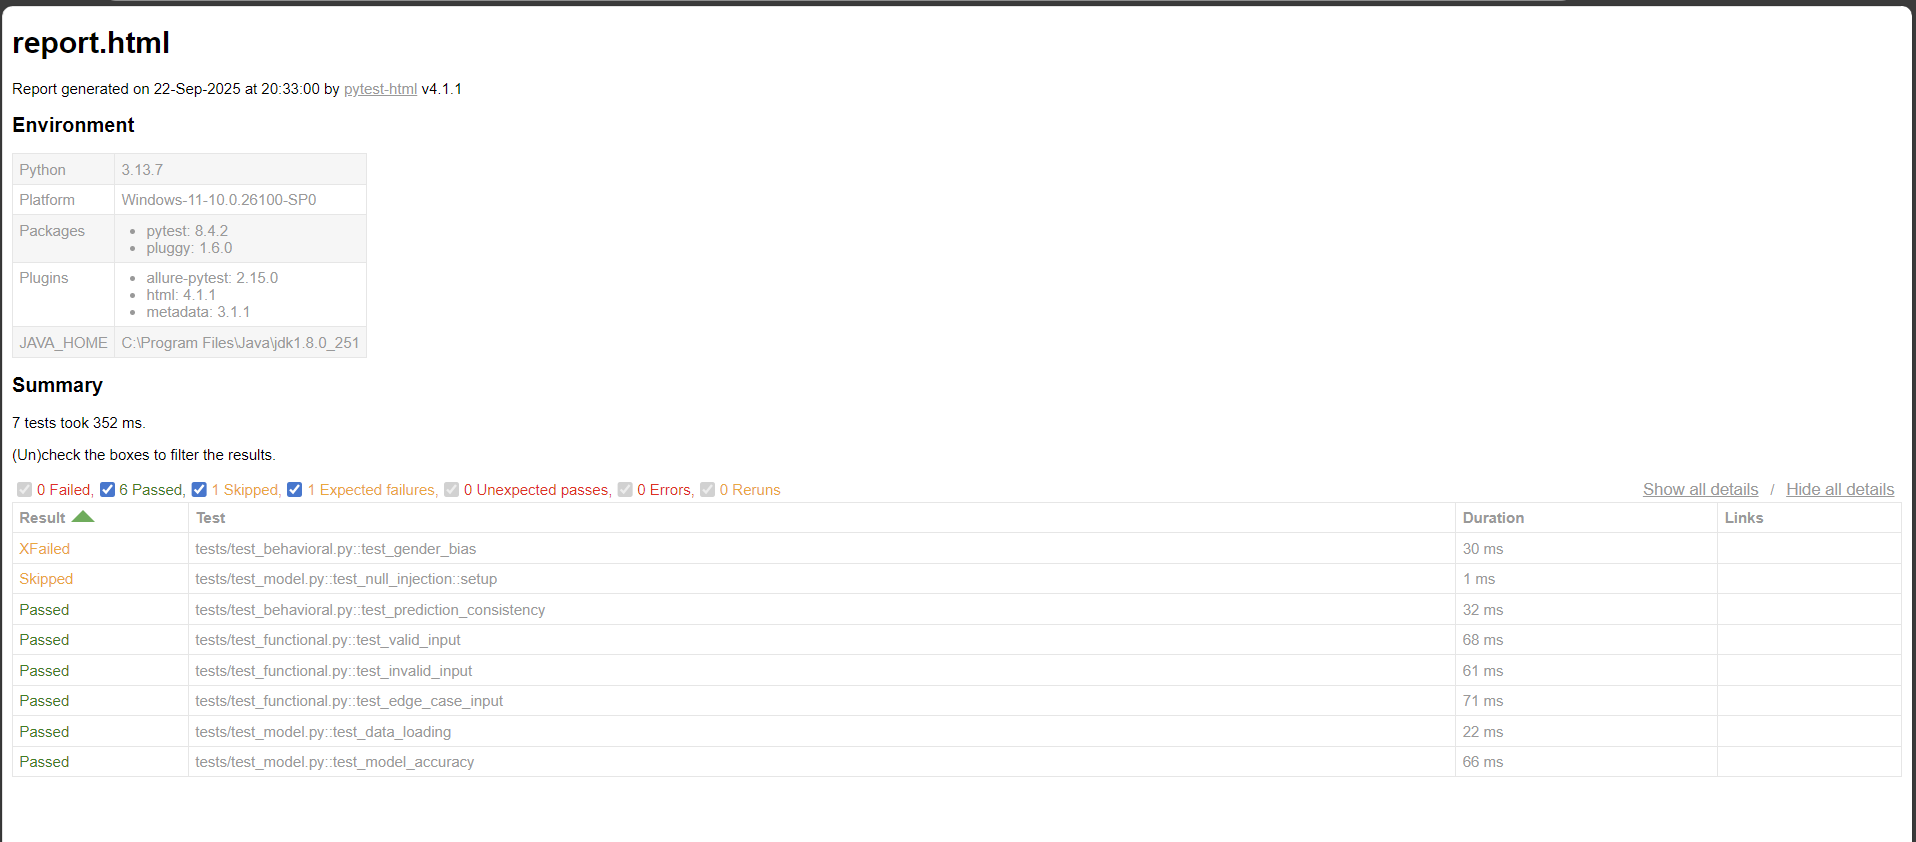 report.html
Report generated on 22-Sep-2025 at 20:33:00 by pytest-html v4.1.1
Environment
Python 3.13.7
Platform Windows-11-10.0.26100-SP0
Packages
pytest: 8.4.2
pluggy: 1.6.0
Plugins
allure-pytest: 2.15.0
html: 4.1.1
metadata: 3.1.1
JAVA_HOME C:\Program Files\Java\jdk1.8.0_251
Summary
7 tests took 352 ms.
(Un)check the boxes to filter the results.
0 Failed, 6 Passed, 1 Skipped, 1 Expected failures, 0 Unexpected passes, 0 Errors, 0 Reruns Show all details / Hide all details
Result Test Duration Links
XFailed tests/test_behavioral.py::test_gender_bias 30 ms
Skipped tests/test_model.py::test_null_injection::setup 1 ms
Passed tests/test_behavioral.py::test_prediction_consistency 32 ms
Passed tests/test_functional.py::test_valid_input 68 ms
Passed tests/test_functional.py::test_invalid_input 61 ms
Passed tests/test_functional.py::test_edge_case_input 71 ms
Passed tests/test_model.py::test_data_loading 22 ms
Passed tests/test_model.py::test_model_accuracy 66 ms